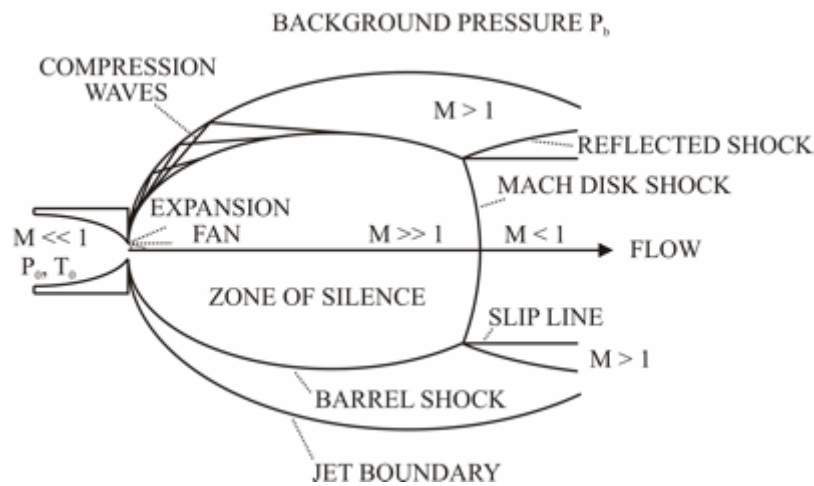 BACKGROUND PRESSURE P_b
COMPRESSION
WAVES
M > 1
REFLECTED SHOCK
MACH DISK SHOCK
EXPANSION
FAN
M << 1
M >> 1
M < 1
FLOW
P₀, T₀
ZONE OF SILENCE
SLIP LINE
M > 1
BARREL SHOCK
JET BOUNDARY